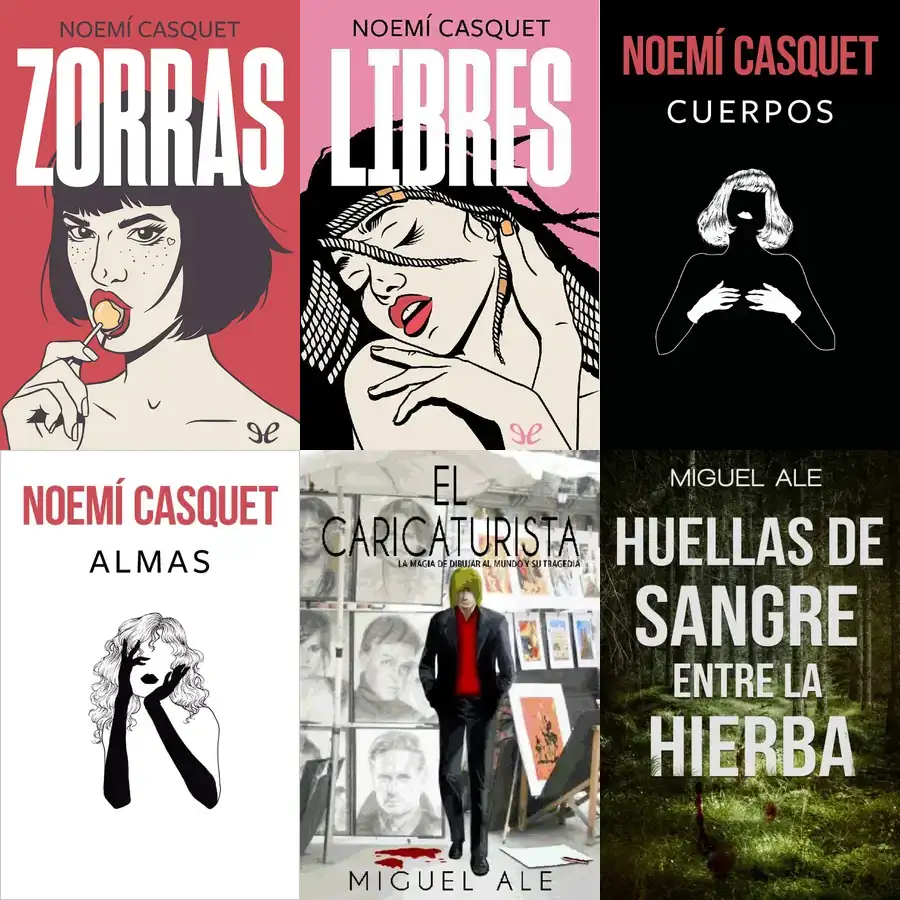 NOEMÍ CASQUET
ZORRAS
NOEMÍ CASQUET
LIBRES
NOEMÍ CASQUET
CUERPOS
NOEMÍ CASQUET
ALMAS
EL
CARICATURISTA
LA MAGIA DE DIBUJAR AL MUNDO Y SU TRAGEDIA
MIGUEL ALE
MIGUEL ALE
HUELLAS DE
SANGRE
ENTRE LA
HIERBA